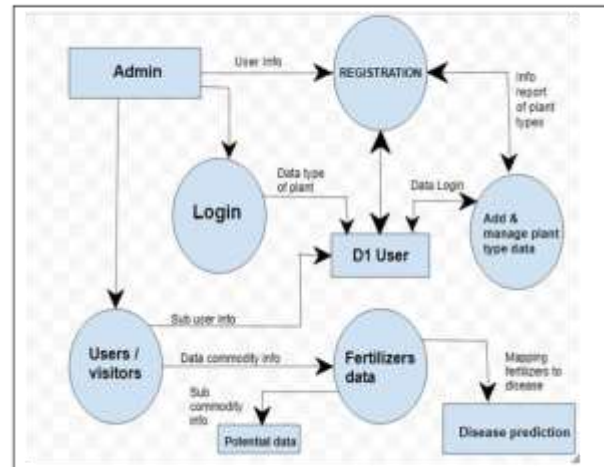 Admin
User Info
REGISTRATION
Info
report
of plant
types
Login
Data type
of plant
Data Login
Add &
manage plant
type data
D1 User
Sub user info
Users /
visitors
Data commodity info
Fertilizers
data
Mapping
fertilizers to
disease
Sub
commodity
info
Potential data
Disease prediction